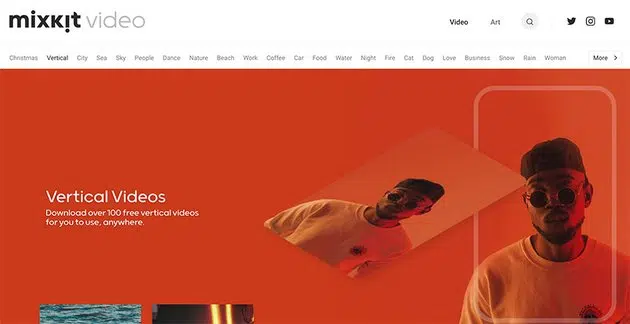 mixkit video
Video Art
Christmas Vertical City Sea Sky People Dance Nature Beach Work Coffee Car Food Water Night Fire Cat Dog Love Business Snow Rain Woman More
Vertical Videos
Download over 100 free vertical videos
for you to use, anywhere.